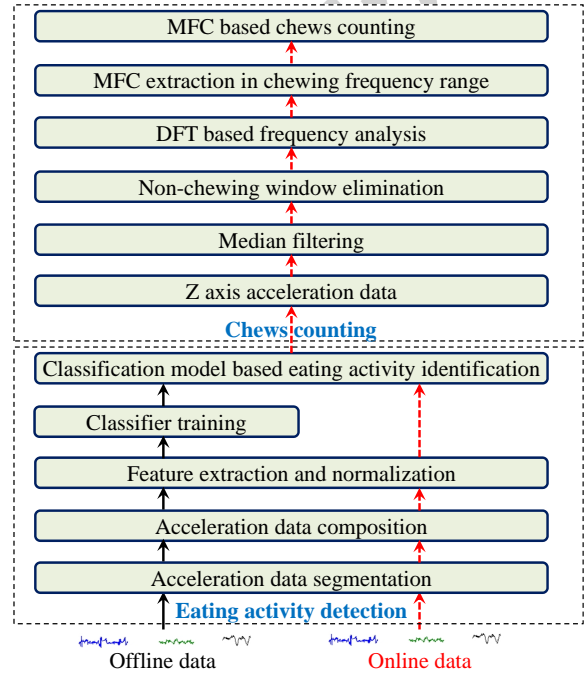 MFC based chews counting
MFC extraction in chewing frequency range
DFT based frequency analysis
Non-chewing window elimination
Median filtering
Z axis acceleration data
Chews counting
Classification model based eating activity identification
Classifier training
Feature extraction and normalization
Acceleration data composition
Acceleration data segmentation
Eating activity detection
Offline data
Online data